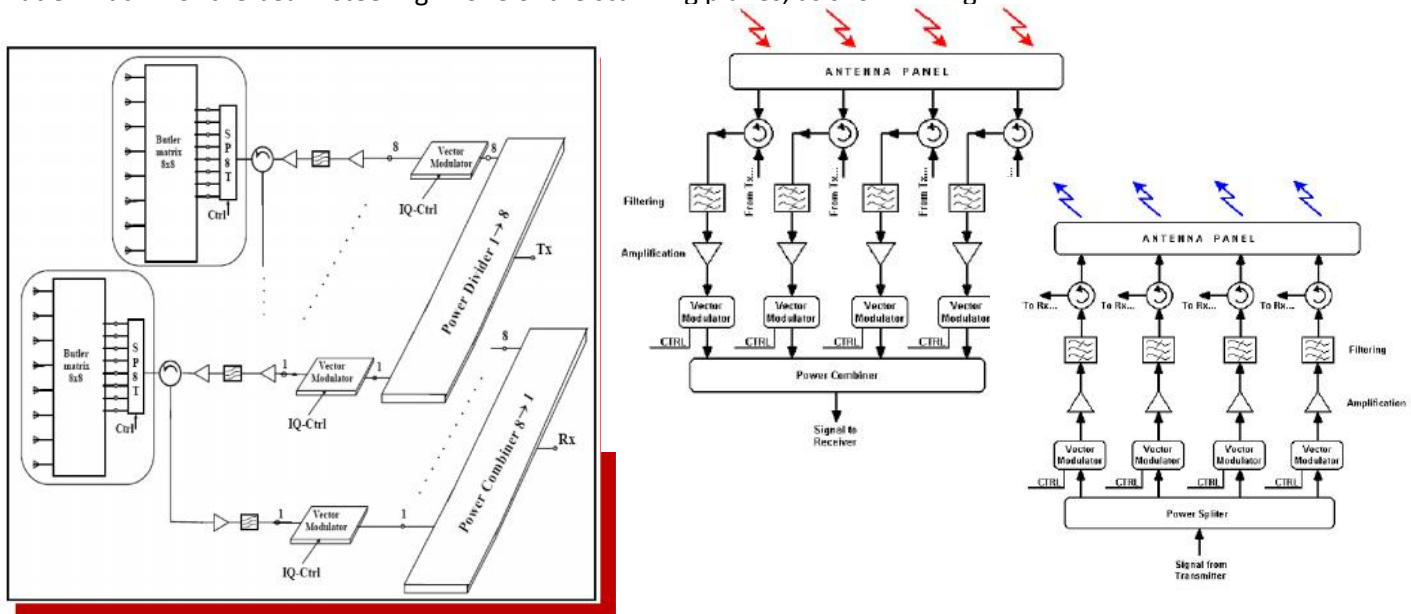 Butler
matrix
8x8
S
P
8
T
Ctrl
8
Vector
Modulator
8
IQ-Ctrl
Power Divider 1→8
Tx
Butler
matrix
8x8
S
P
8
T
Ctrl
1
Vector
Modulator
1
IQ-Ctrl
8
Power Combiner 8→1
Rx
1
Vector
Modulator
1
IQ-Ctrl
ANTENNA PANEL
From Tx...
From Tx...
From Tx...
Filtering
Amplification
Vector
Modulator
Vector
Modulator
Vector
Modulator
Vector
Modulator
CTRL
CTRL
CTRL
CTRL
Power Combiner
Signal to
Receiver
ANTENNA PANEL
To Rx...
To Rx...
To Rx...
To Rx...
Filtering
Amplification
Vector
Modulator
Vector
Modulator
Vector
Modulator
Vector
Modulator
CTRL
CTRL
CTRL
CTRL
Power Spliter
Signal from
Transmitter